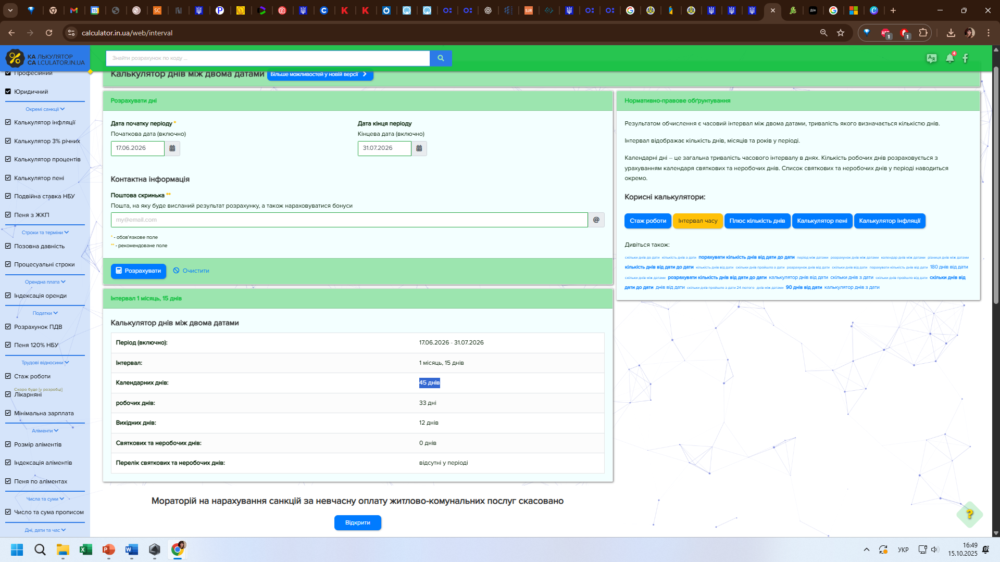 calculator.in.ua/web/interval
1
1
КА ЛЬКУЛЯТОР
CA LCULATOR.IN.UA
Знайти розрахунок по коду ...
4
Професійний
Юридичний
Окремі санкції
Калькулятор інфляції
Калькулятор 3% річних
Калькулятор процентів
Калькулятор пені
Подвійна ставка НБУ
Пеня з ЖКП
Строки та терміни
Позовна давність
Процесуальні строки
Орендна плата
Індексація оренди
Податки
Розрахунок ПДВ
Пеня 120% НБУ
Трудові відносини
Стаж роботи
Скоро буде [у розробці]
Лікарняні
Мінімальна зарплата
Аліменти
Розмір аліментів
Індексація аліментів
Пеня по аліментах
Числа та суми
Число та сума прописом
Дні, дати та час
Калькулятор днів між двома датами Більше можливостей у новій версії
Розрахувати дні
Дата початку періоду *
Початкова дата (включно)
17.06.2026
Дата кінця періоду
Кінцева дата (включно)
31.07.2026
Контактна інформація
Поштова скринька **
Пошта, на яку буде висланий результат розрахунку, а також нараховуватися бонуси
my@email.com @
* - обов'язкове поле
** - рекомендоване поле
Розрахувати Очистити
Інтервал 1 місяць, 15 днів
Калькулятор днів між двома датами
Період (включно): 17.06.2026 - 31.07.2026
Інтервал: 1 місяць, 15 днів
Календарних днів: 45 днів
робочих днів: 33 дні
Вихідних днів: 12 днів
Святкових та неробочих днів: 0 днів
Перелік святкових та неробочих днів: відсутні у періоді
Мораторій на нарахування санкцій за невчасну оплату житлово-комунальних послуг скасовано
Відкрити
Нормативно-правове обґрунтування
Результатом обчислення є часовий інтервал між двома датами, тривалість якого визначається кількістю днів.
Інтервал відображає кількість днів, місяців та років у періоді.
Календарні дні – це загальна тривалість часового інтервалу в днях. Кількість робочих днів розраховується з
урахуванням календаря святкових та неробочих днів. Список святкових та неробочих днів у періоді наводиться
окремо.
Корисні калькулятори:
Стаж роботи Інтервал часу Плюс кількість днів Калькулятор пені Калькулятор інфляції
Дивіться також:
скільки днів до дати кількість днів з дати порахувати кількість днів від дати до дати період між датами розрахунок днів між датами календар днів між датами різниця днів між датами
кількість днів від дати до дати кількість днів від дати скільки днів пройшло з дати розрахунок днів від дати скільки днів від дати порахувати кількість днів від дати 180 днів від дати
скільки днів між датами розрахувати кількість днів від дати до дати калькулятор днів від дати скільки днів з дати скільки днів пройшло від дати скільки днів від
дати до дати днів від дати скільки днів пройшло з дати 24 лютого днів між датами 90 днів від дати калькулятор днів з дати
?
УКР
16:49
15.10.2025